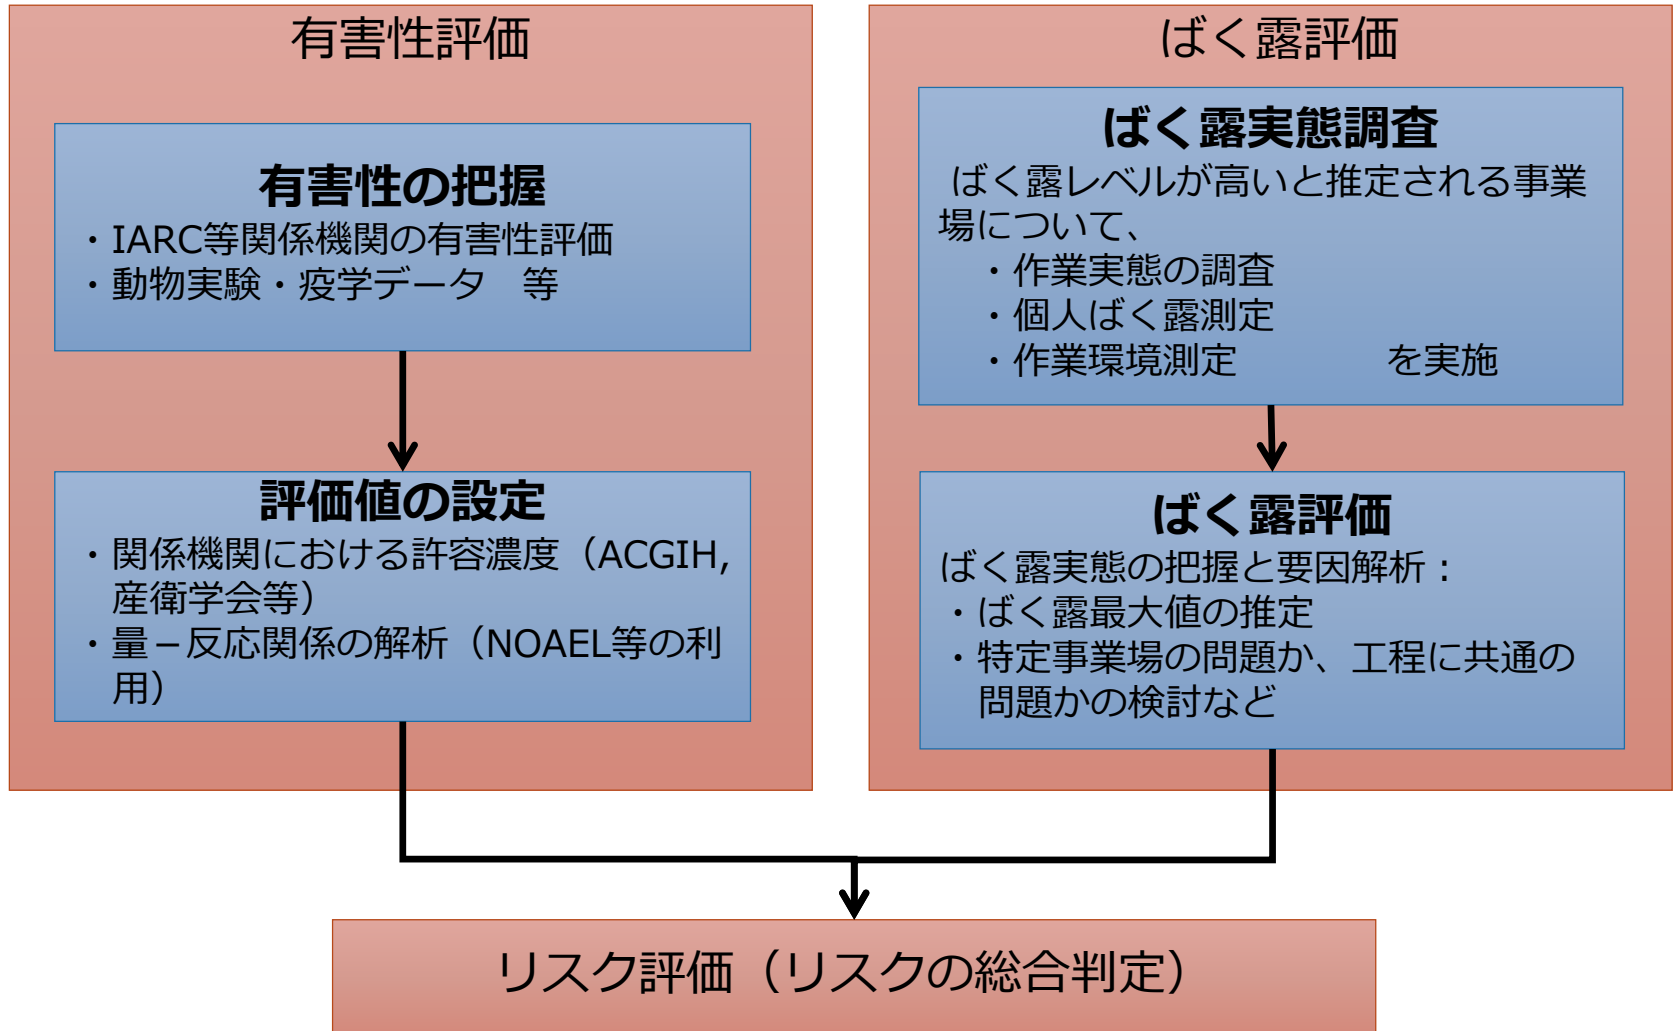 有害性評価
有害性の把握
・IARC等関係機関の有害性評価
・動物実験・疫学データ　等
評価値の設定
・関係機関における許容濃度（ACGIH,
産衛学会等）
・量－反応関係の解析（NOAEL等の利
用）
ばく露評価
ばく露実態調査
ばく露レベルが高いと推定される事業
場について、
・作業実態の調査
・個人ばく露測定
・作業環境測定　　　　を実施
ばく露評価
ばく露実態の把握と要因解析：
・ばく露最大値の推定
・特定事業場の問題か、工程に共通の
問題かの検討など
リスク評価（リスクの総合判定）